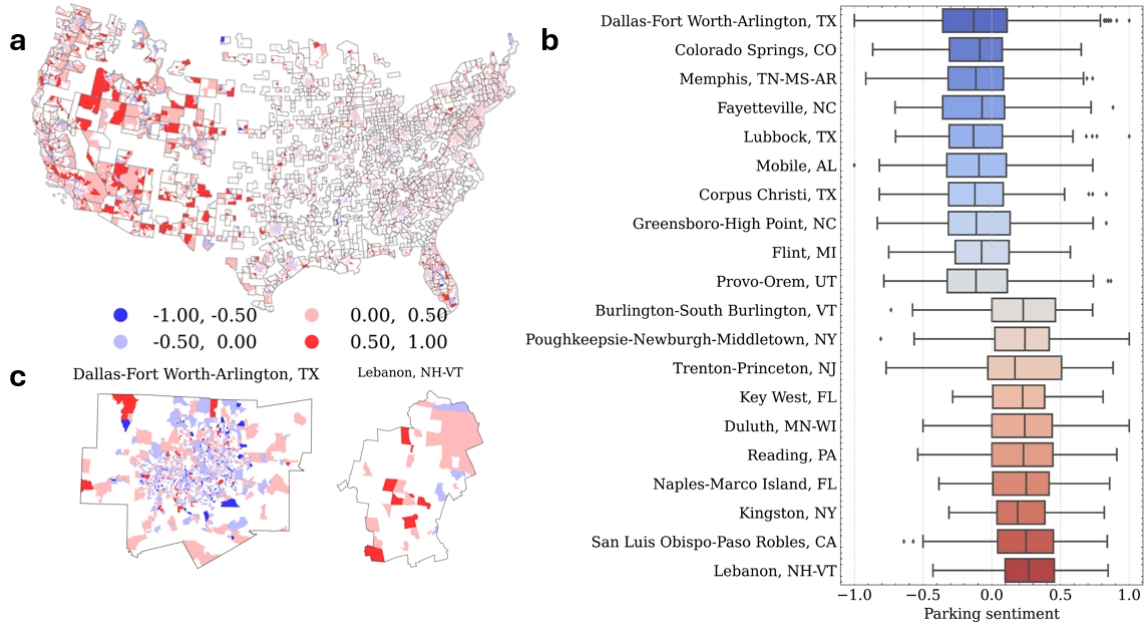 a
-1.00, -0.50
0.00, 0.50
-0.50, 0.00
0.50, 1.00
b
Dallas-Fort Worth-Arlington, TX
Colorado Springs, CO
Memphis, TN-MS-AR
Fayetteville, NC
Lubbock, TX
Mobile, AL
Corpus Christi, TX
Greensboro-High Point, NC
Flint, MI
Provo-Orem, UT
Burlington-South Burlington, VT
Poughkeepsie-Newburgh-Middletown, NY
Trenton-Princeton, NJ
Key West, FL
Duluth, MN-WI
Reading, PA
Naples-Marco Island, FL
Kingston, NY
San Luis Obispo-Paso Robles, CA
Lebanon, NH-VT
−1.0 −0.5 0.0 0.5 1.0
Parking sentiment
c
Dallas-Fort Worth-Arlington, TX
Lebanon, NH-VT